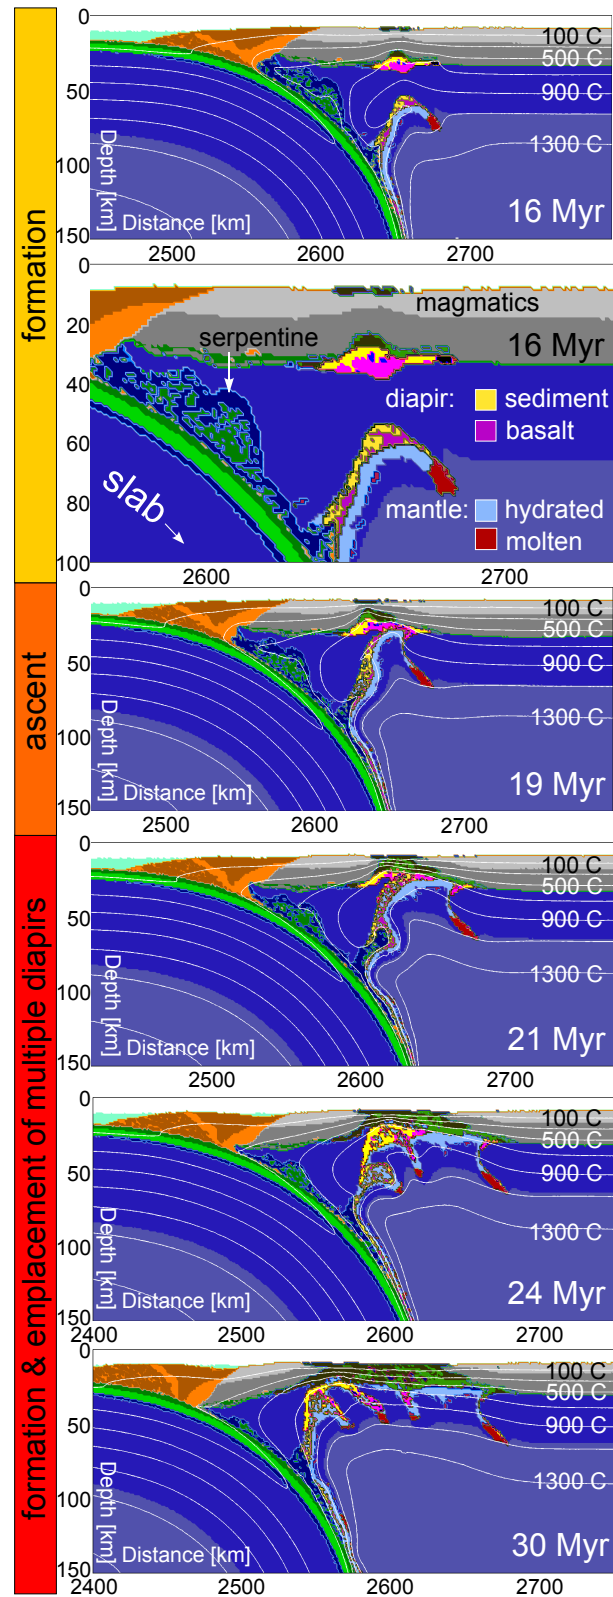 formation
0
50
100
150
Depth [km]
Distance [km]
100 C
500 C
900 C
1300 C
16 Myr
2500
2600
2700
0
20
40
60
80
100
magmatics
serpentine
16 Myr
diapir:
sediment
basalt
slab
mantle:
hydrated
molten
2600
2700
ascent
0
50
100
150
Depth [km]
Distance [km]
100 C
500 C
900 C
1300 C
19 Myr
2500
2600
2700
formation & emplacement of multiple diapirs
0
50
100
150
Depth [km]
Distance [km]
100 C
500 C
900 C
1300 C
21 Myr
2500
2600
2700
0
50
100
150
Depth [km]
Distance [km]
100 C
500 C
900 C
1300 C
24 Myr
2400
2500
2600
2700
0
50
100
150
Depth [km]
Distance [km]
100 C
500 C
900 C
1300 C
30 Myr
2400
2500
2600
2700